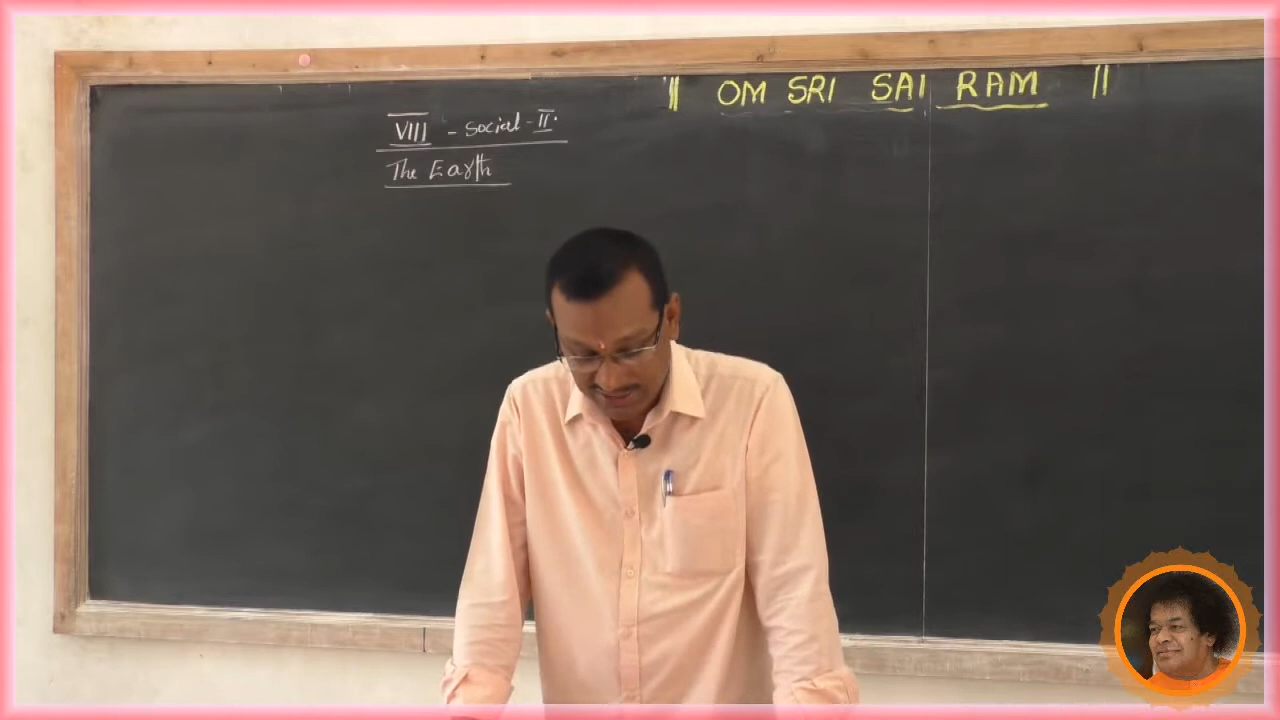 || OM SRI SAI RAM ||
VIII - Social - II.
The Earth